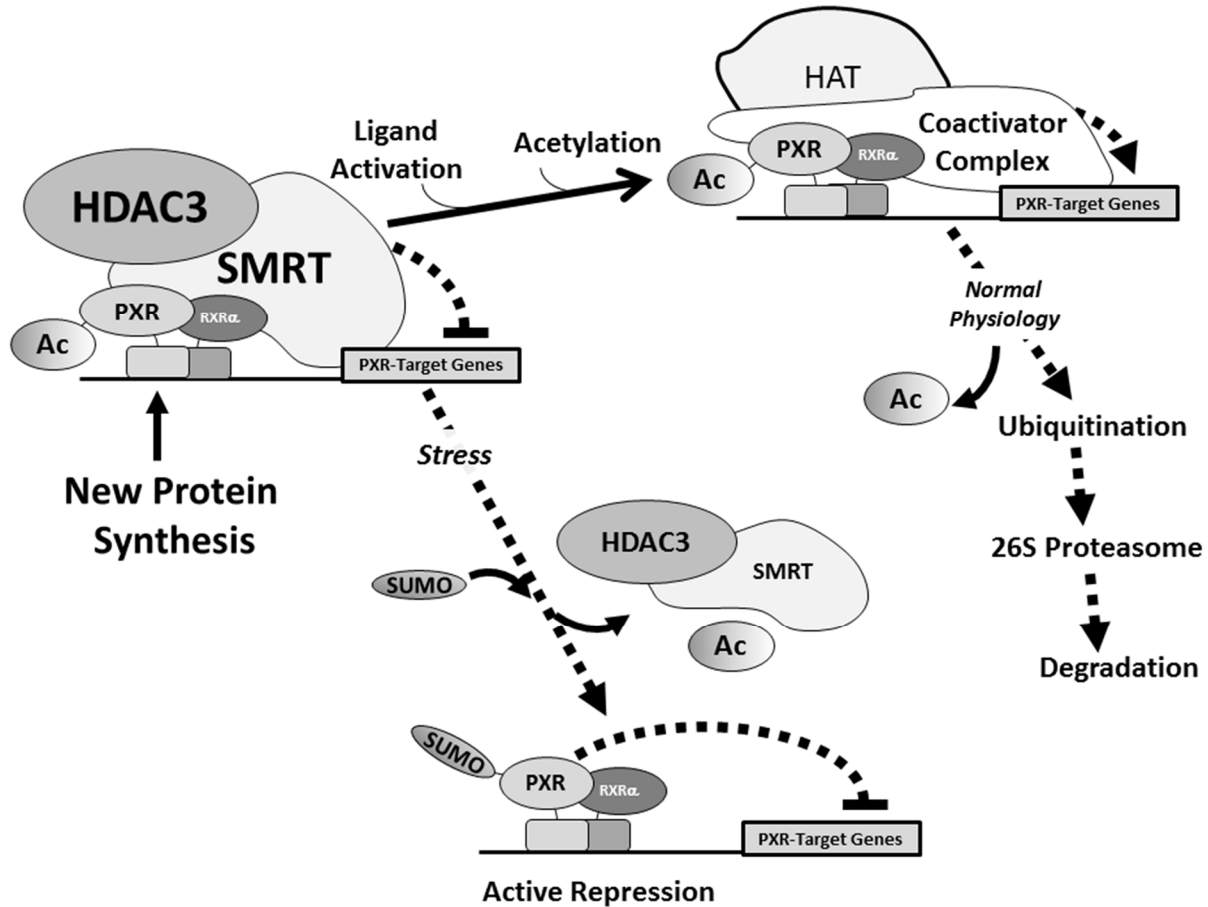 HAT
Ligand
Activation
Acetylation
Coactivator
Complex
PXR
RXRα
Ac
PXR-Target Genes
HDAC3
SMRT
PXR
RXRα
Ac
PXR-Target Genes
Normal
Physiology
Ac
Ubiquitination
Stress
New Protein
Synthesis
HDAC3
SMRT
26S Proteasome
SUMO
Ac
Degradation
SUMO
PXR
RXRα
PXR-Target Genes
Active Repression